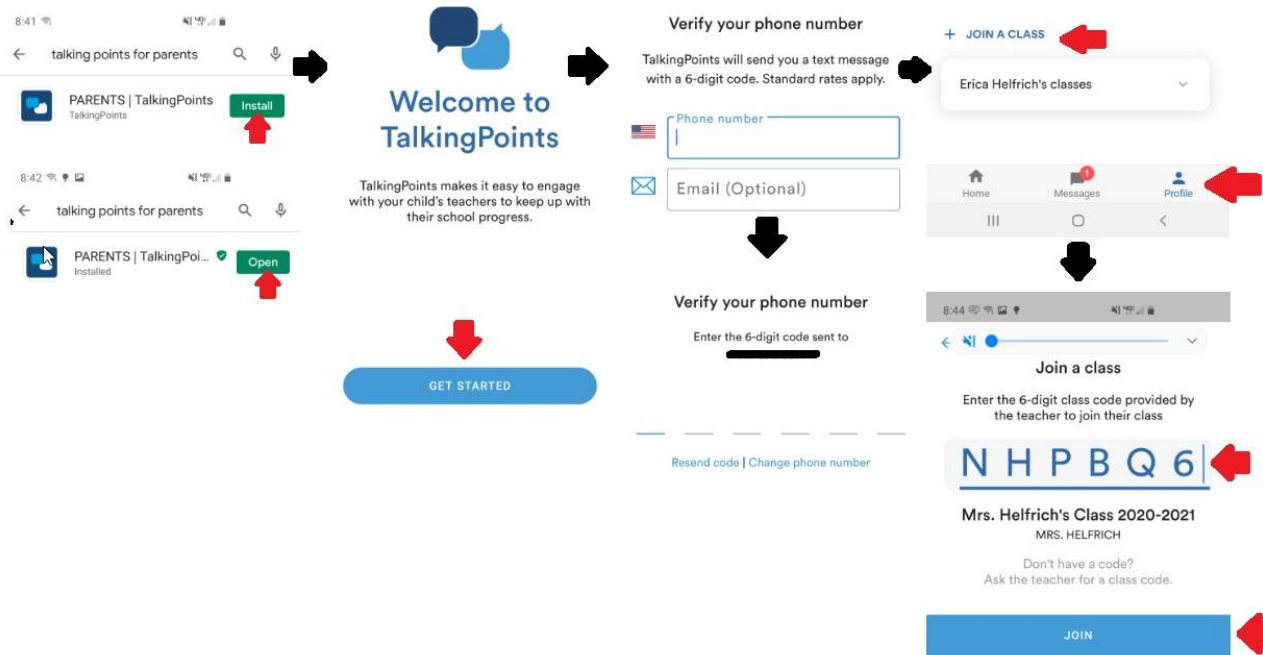 8:41
talking points for parents
PARENTS | TalkingPoints
TalkingPoints
Install
8:42
talking points for parents
PARENTS | TalkingPoi...
Installed
Open
Welcome to
TalkingPoints
TalkingPoints makes it easy to engage
with your child's teachers to keep up with
their school progress.
GET STARTED
Verify your phone number
TalkingPoints will send you a text message
with a 6-digit code. Standard rates apply.
Phone number
Email (Optional)
Verify your phone number
Enter the 6-digit code sent to
Resend code | Change phone number
+ JOIN A CLASS
Erica Helfrich's classes
1
Home
Messages
Profile
8:44
Join a class
Enter the 6-digit class code provided by
the teacher to join their class
N H P B Q 6
Mrs. Helfrich's Class 2020-2021
MRS. HELFRICH
Don't have a code?
Ask the teacher for a class code.
JOIN